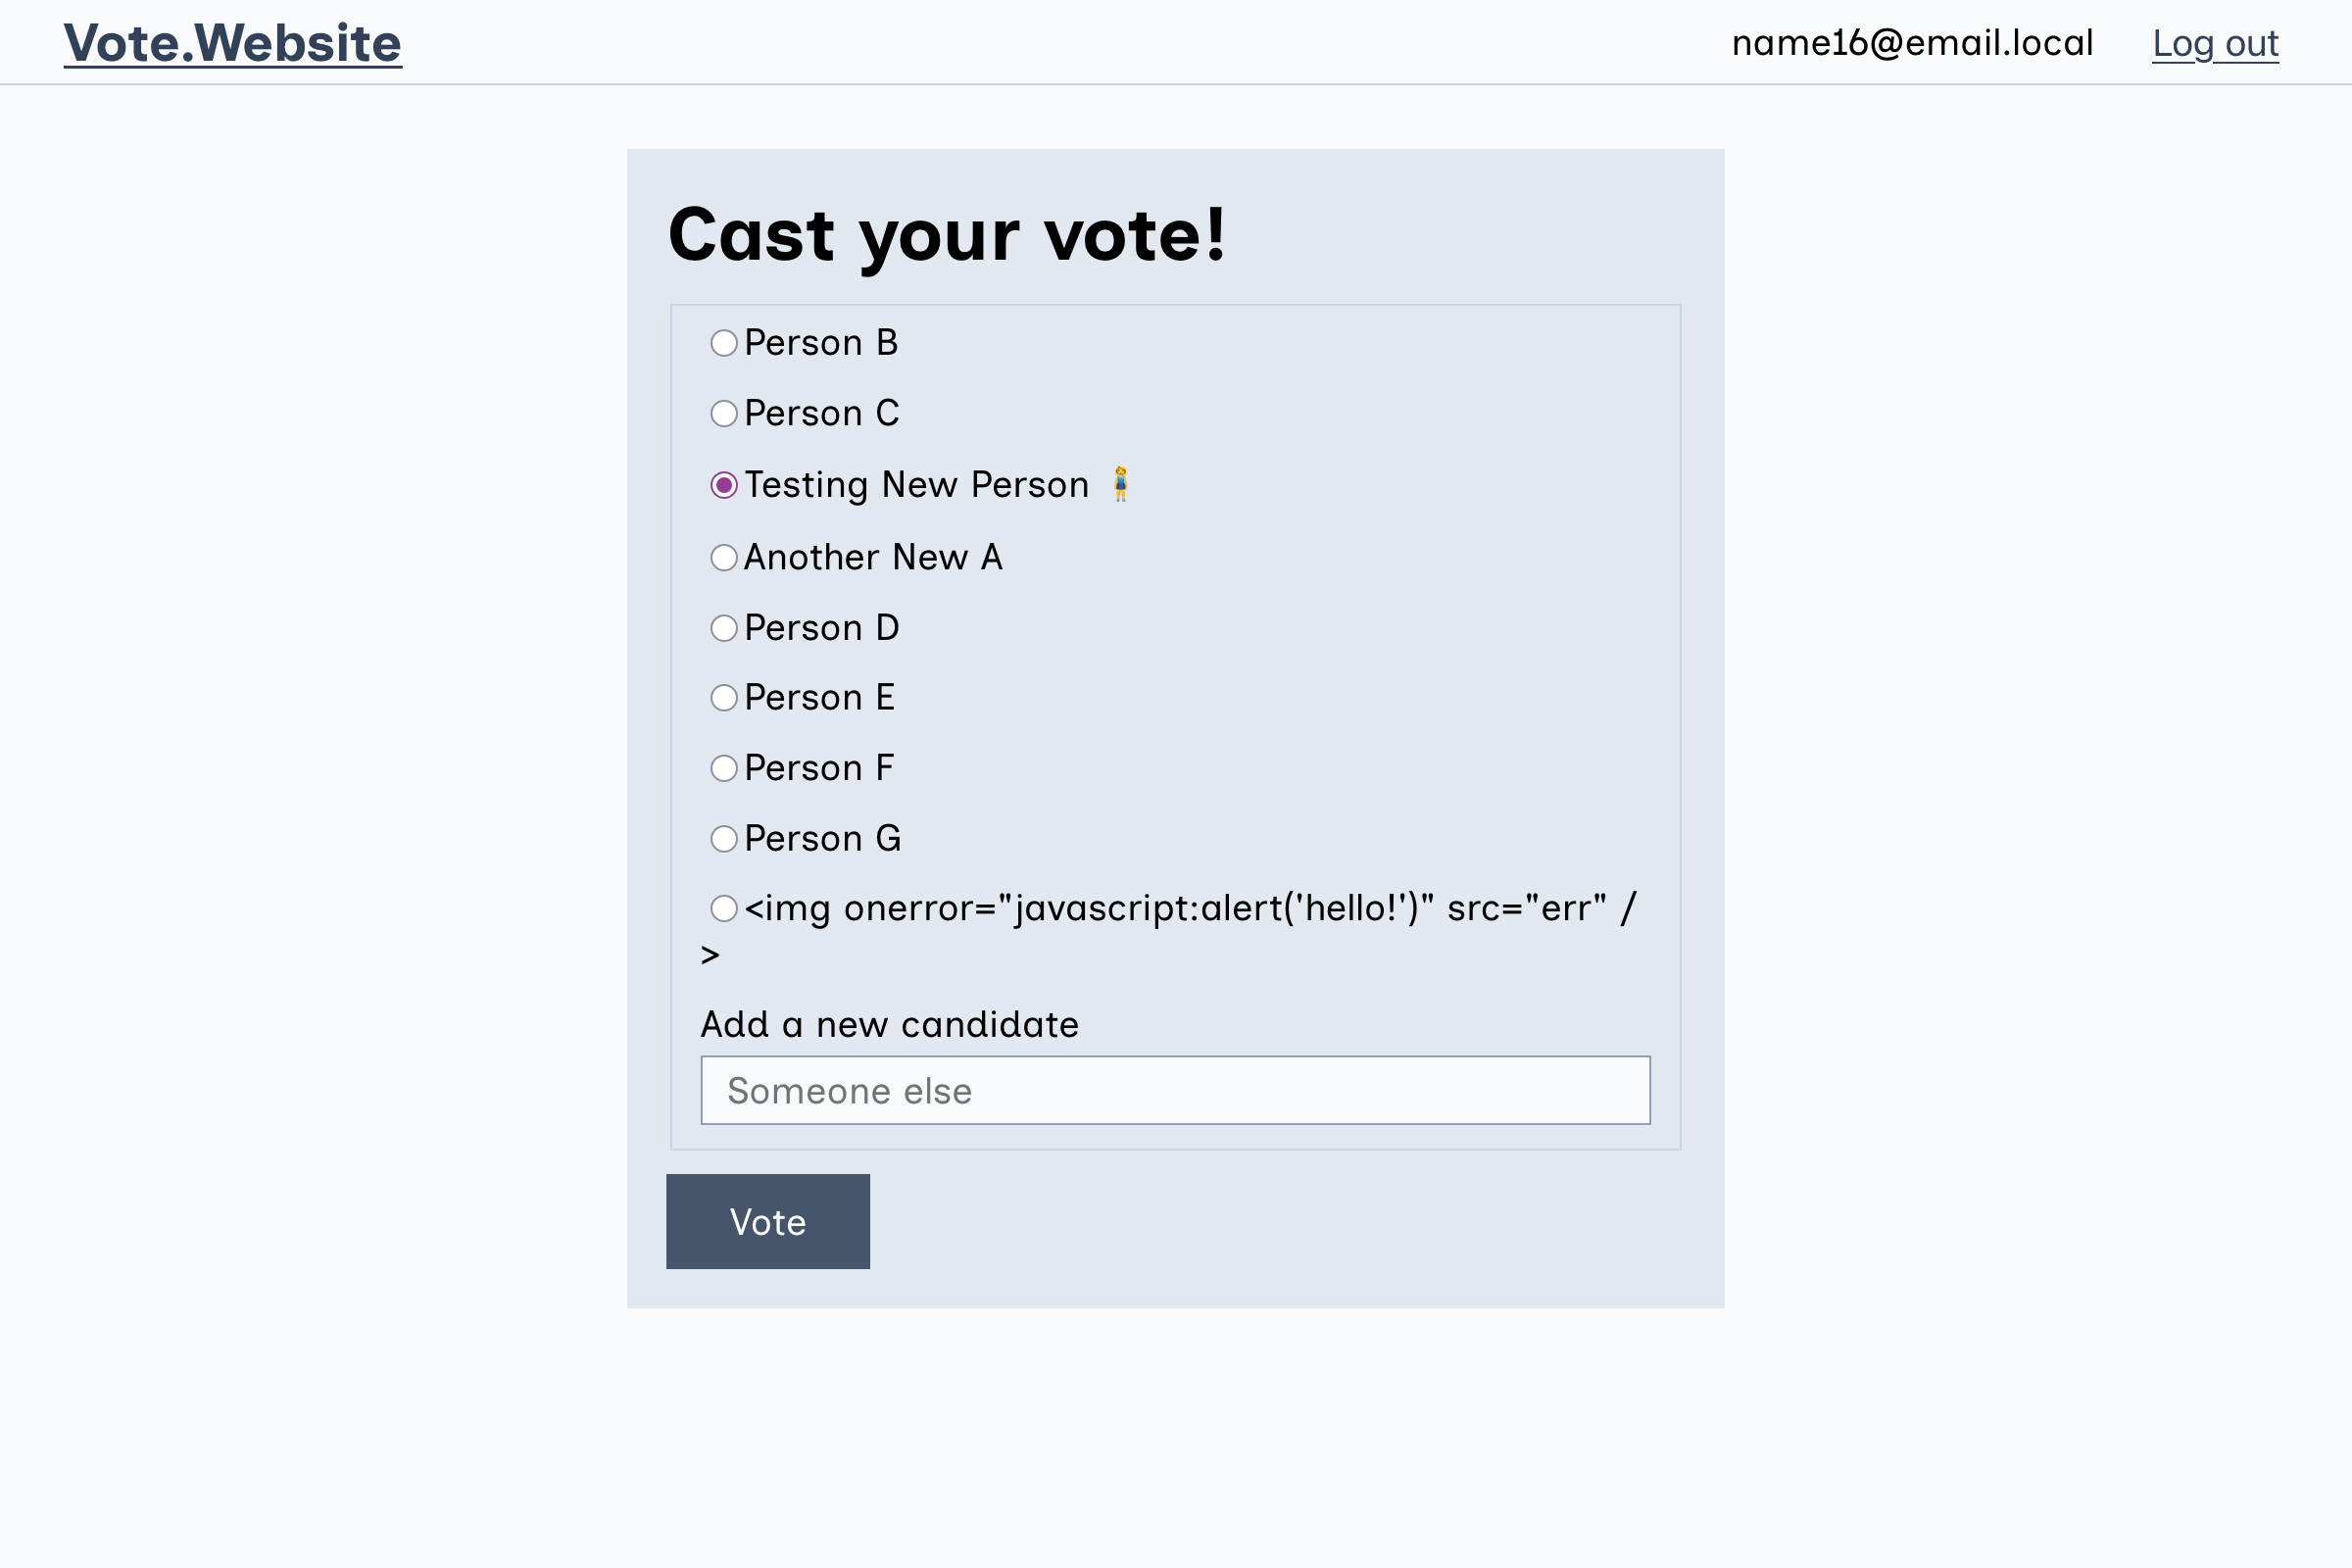 Vote.Website
name16@email.local
Log out
Cast your vote!
Person B
Person C
Testing New Person 🧍
Another New A
Person D
Person E
Person F
Person G
<img onerror="javascript:alert('hello!')" src="err" /
>
Add a new candidate
Someone else
Vote